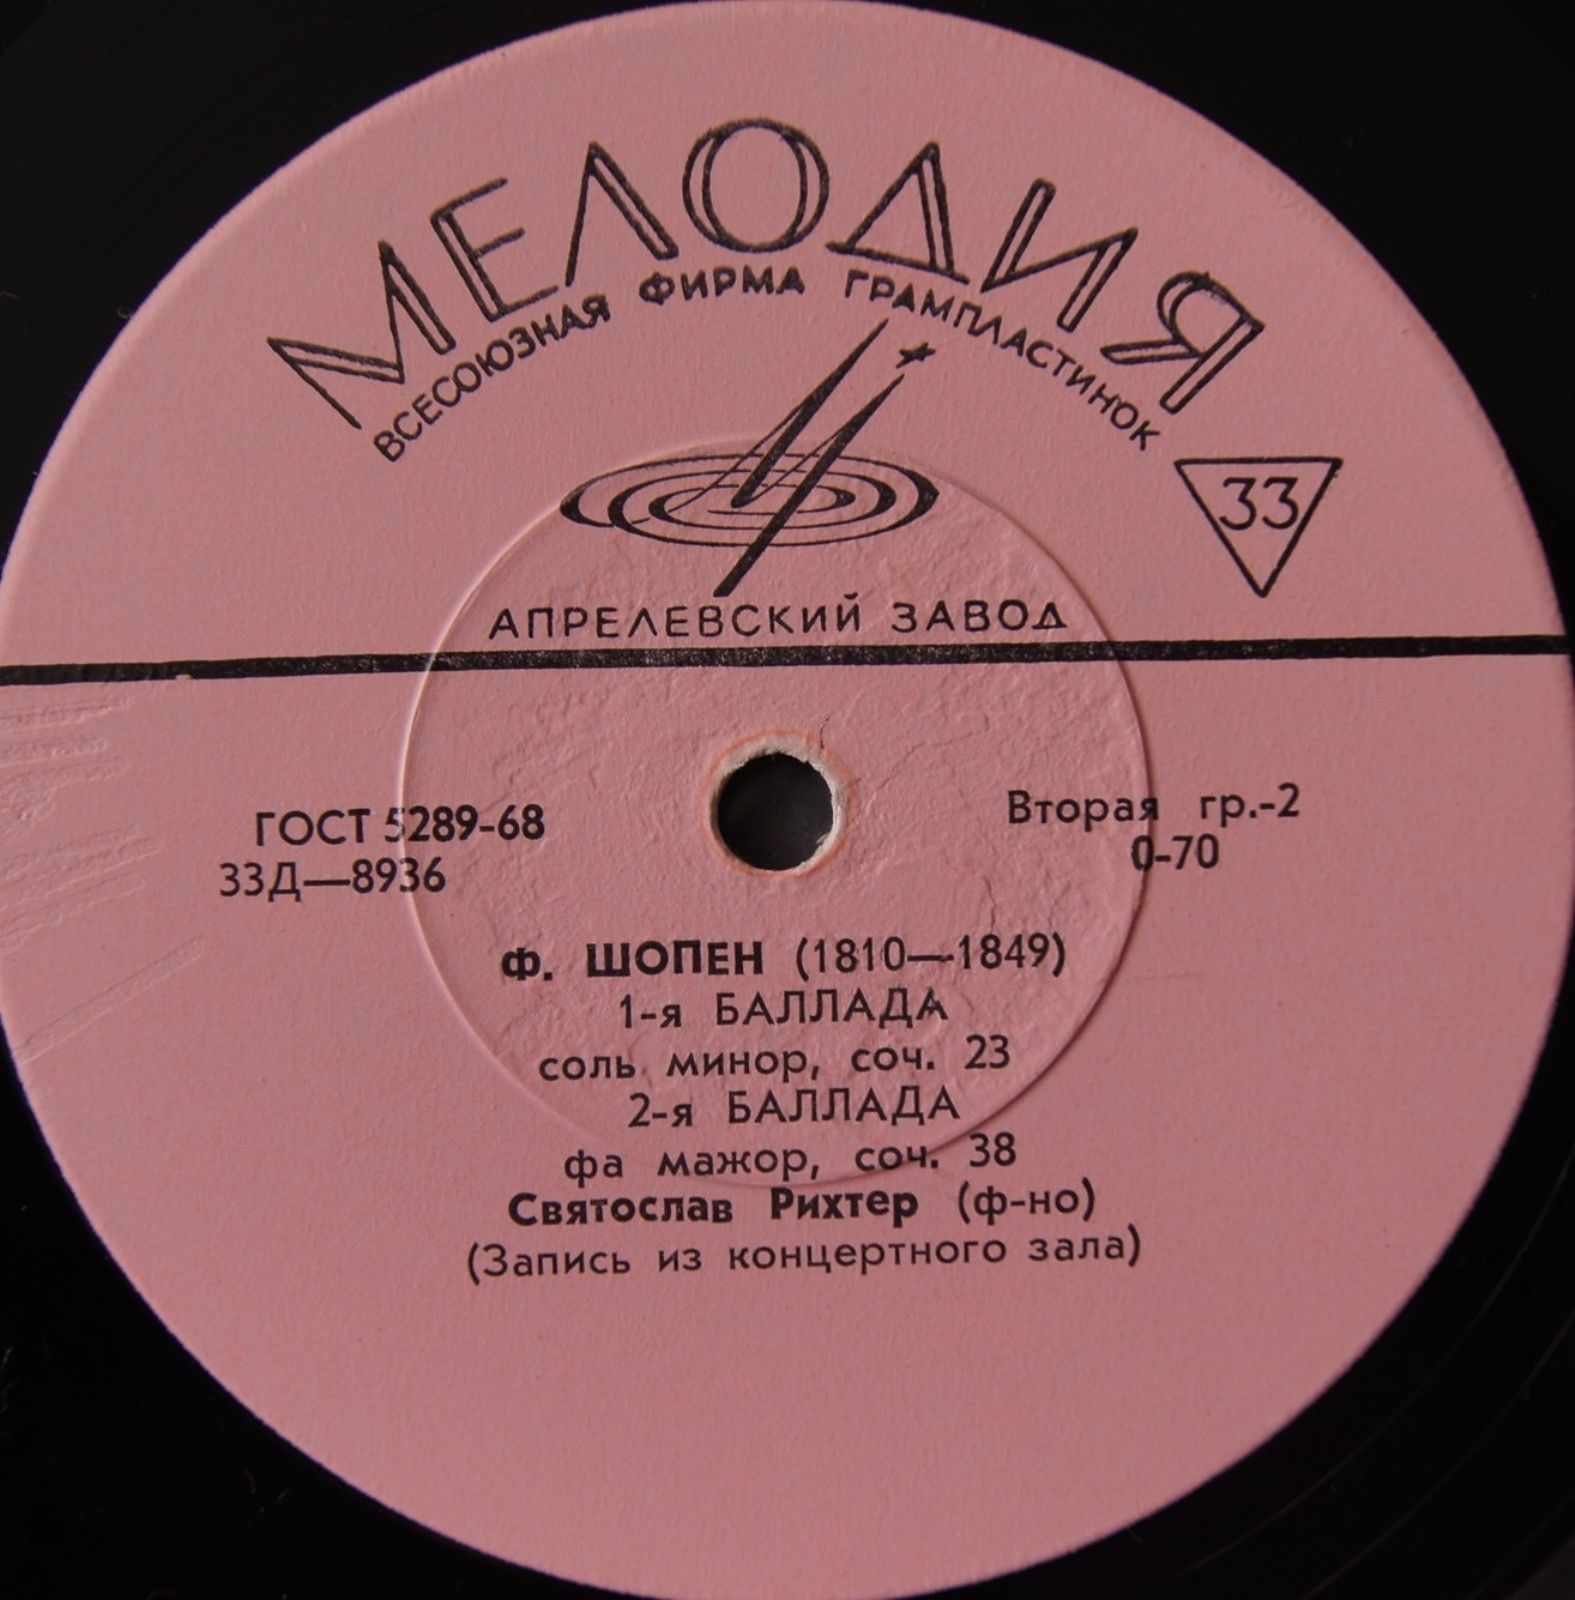 МЕЛОДИЯ
ВСЕСОЮЗНАЯ ФИРМА ГРАМПЛАСТИНОК
33
АПРЕЛЕВСКИЙ ЗАВОД
ГОСТ 5289-68
Вторая гр.-2
33Д—8936
0-70
Ф. ШОПЕН (1810—1849)
1-я БАЛЛАДА
соль минор, соч. 23
2-я БАЛЛАДА
фа мажор, соч. 38
Святослав Рихтер (ф-но)
(Запись из концертного зала)